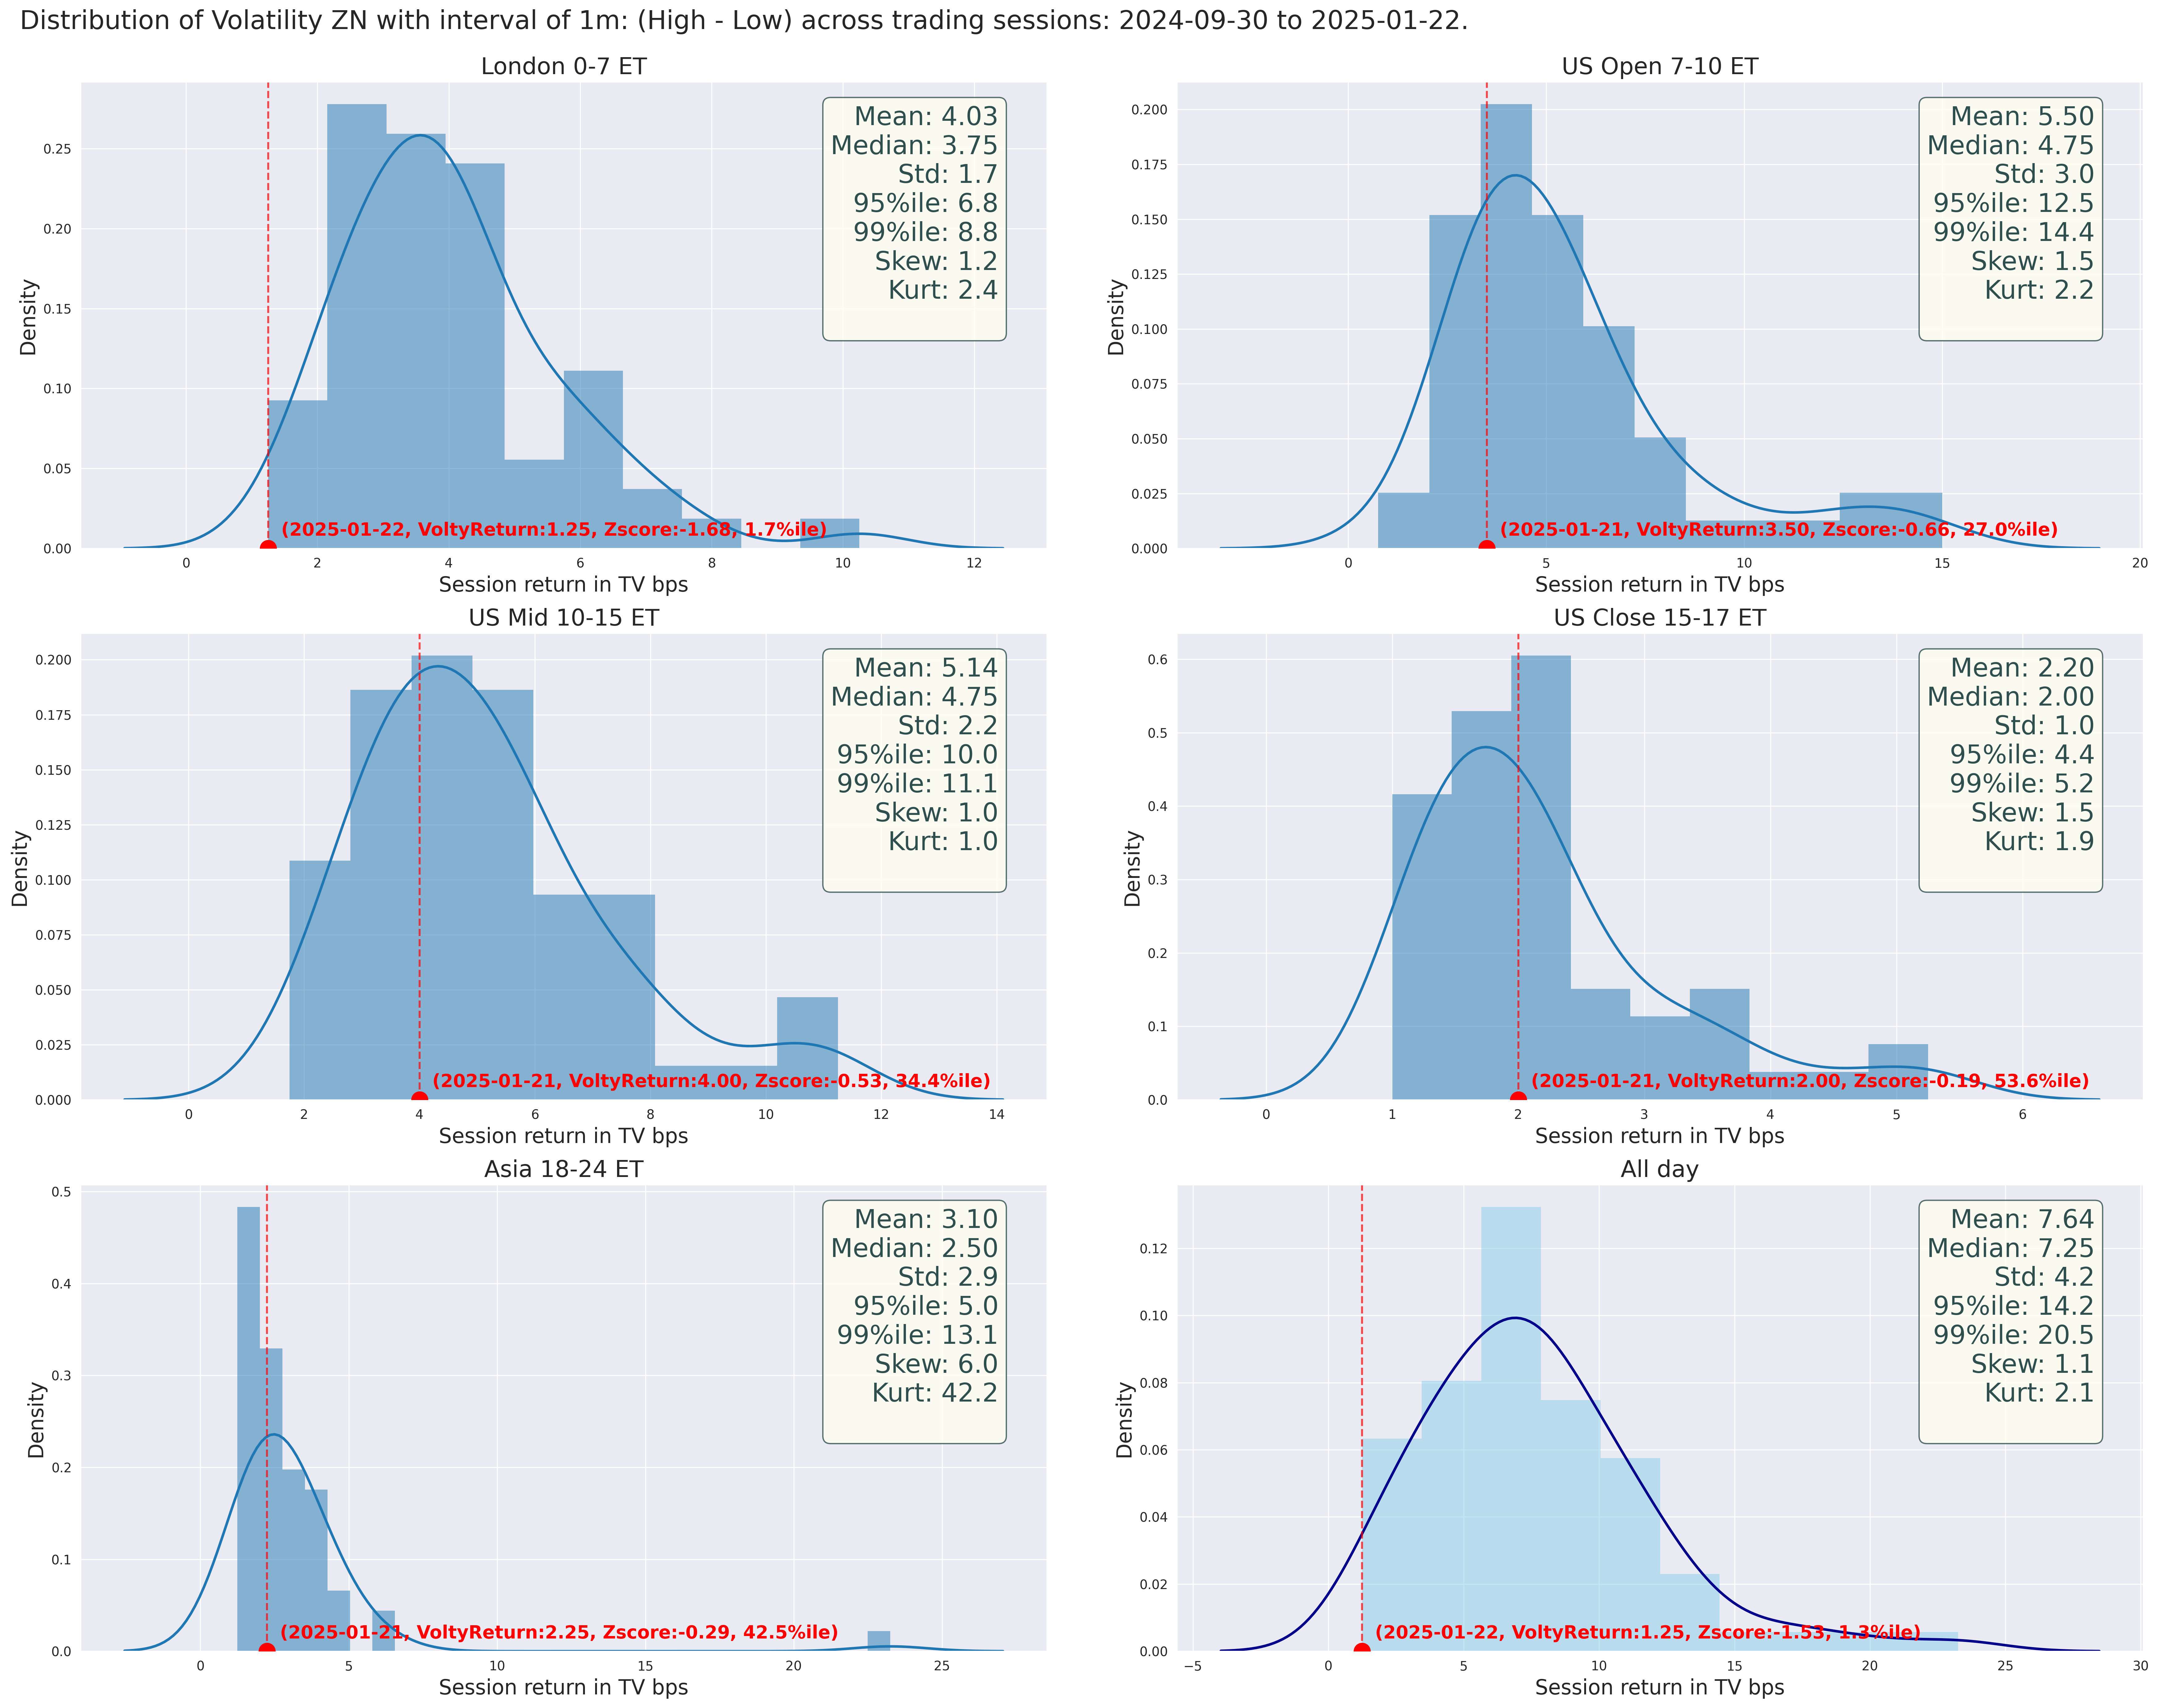 Distribution of Volatility ZN with interval of 1m: (High - Low) across trading sessions: 2024-09-30 to 2025-01-22.
London 0-7 ET
Density
0.25
0.20
0.15
0.10
0.05
0.00
Mean: 4.03
Median: 3.75
Std: 1.7
95%ile: 6.8
99%ile: 8.8
Skew: 1.2
Kurt: 2.4
(2025-01-22, VoltyReturn:1.25, Zscore:-1.68, 1.7%ile)
0 2 4 6 8 10 12
Session return in TV bps
US Open 7-10 ET
Density
0.200
0.175
0.150
0.125
0.100
0.075
0.050
0.025
0.000
Mean: 5.50
Median: 4.75
Std: 3.0
95%ile: 12.5
99%ile: 14.4
Skew: 1.5
Kurt: 2.2
(2025-01-21, VoltyReturn:3.50, Zscore:-0.66, 27.0%ile)
0 5 10 15 20
Session return in TV bps
US Mid 10-15 ET
Density
0.200
0.175
0.150
0.125
0.100
0.075
0.050
0.025
0.000
Mean: 5.14
Median: 4.75
Std: 2.2
95%ile: 10.0
99%ile: 11.1
Skew: 1.0
Kurt: 1.0
(2025-01-21, VoltyReturn:4.00, Zscore:-0.53, 34.4%ile)
0 2 4 6 8 10 12 14
Session return in TV bps
US Close 15-17 ET
Density
0.6
0.5
0.4
0.3
0.2
0.1
0.0
Mean: 2.20
Median: 2.00
Std: 1.0
95%ile: 4.4
99%ile: 5.2
Skew: 1.5
Kurt: 1.9
(2025-01-21, VoltyReturn:2.00, Zscore:-0.19, 53.6%ile)
0 1 2 3 4 5 6
Session return in TV bps
Asia 18-24 ET
Density
0.5
0.4
0.3
0.2
0.1
0.0
Mean: 3.10
Median: 2.50
Std: 2.9
95%ile: 5.0
99%ile: 13.1
Skew: 6.0
Kurt: 42.2
(2025-01-21, VoltyReturn:2.25, Zscore:-0.29, 42.5%ile)
0 5 10 15 20 25
Session return in TV bps
All day
Density
0.12
0.10
0.08
0.06
0.04
0.02
0.00
Mean: 7.64
Median: 7.25
Std: 4.2
95%ile: 14.2
99%ile: 20.5
Skew: 1.1
Kurt: 2.1
(2025-01-22, VoltyReturn:1.25, Zscore:-1.53, 1.3%ile)
−5 0 5 10 15 20 25 30
Session return in TV bps